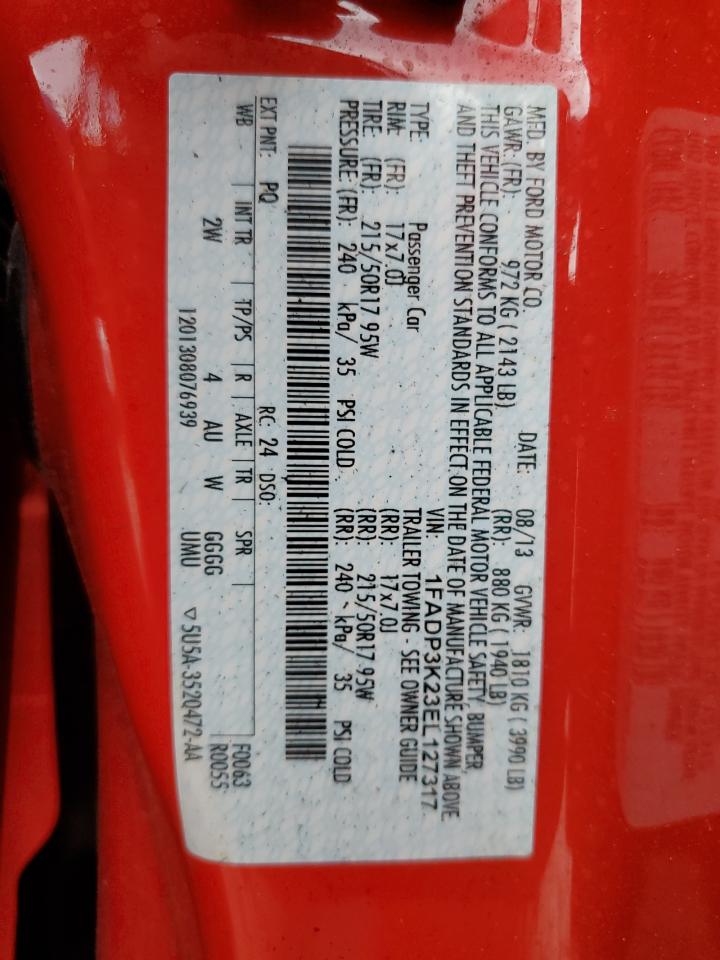 MFD. BY FORD MOTOR CO. DATE: 08/13 GVWR: 1810 KG ( 3990 LB)
GAWR: (FR): 972 KG ( 2143 LB) (RR): 880 KG ( 1940 LB)
THIS VEHICLE CONFORMS TO ALL APPLICABLE FEDERAL MOTOR VEHICLE SAFETY, BUMPER,
AND THEFT PREVENTION STANDARDS IN EFFECT ON THE DATE OF MANUFACTURE SHOWN ABOVE.
VIN: 1FADP3K23EL127317
TYPE: Passenger Car TRAILER TOWING - SEE OWNER GUIDE
RIM: (FR): 17x7.0J (RR): 17x7.0J
TIRE: (FR): 215/50R17 95W (RR): 215/50R17 95W
PRESSURE: (FR): 240 kPa/ 35 PSI COLD (RR): 240 kPa/ 35 PSI COLD
EXT PNT: PQ RC: 24 DSO: F0063
WB INT TR TP/PS R AXLE TR SPR R0055
2W 4 AU W GGGG
1201308076939 UMU ▽5U5A-3520472-AA